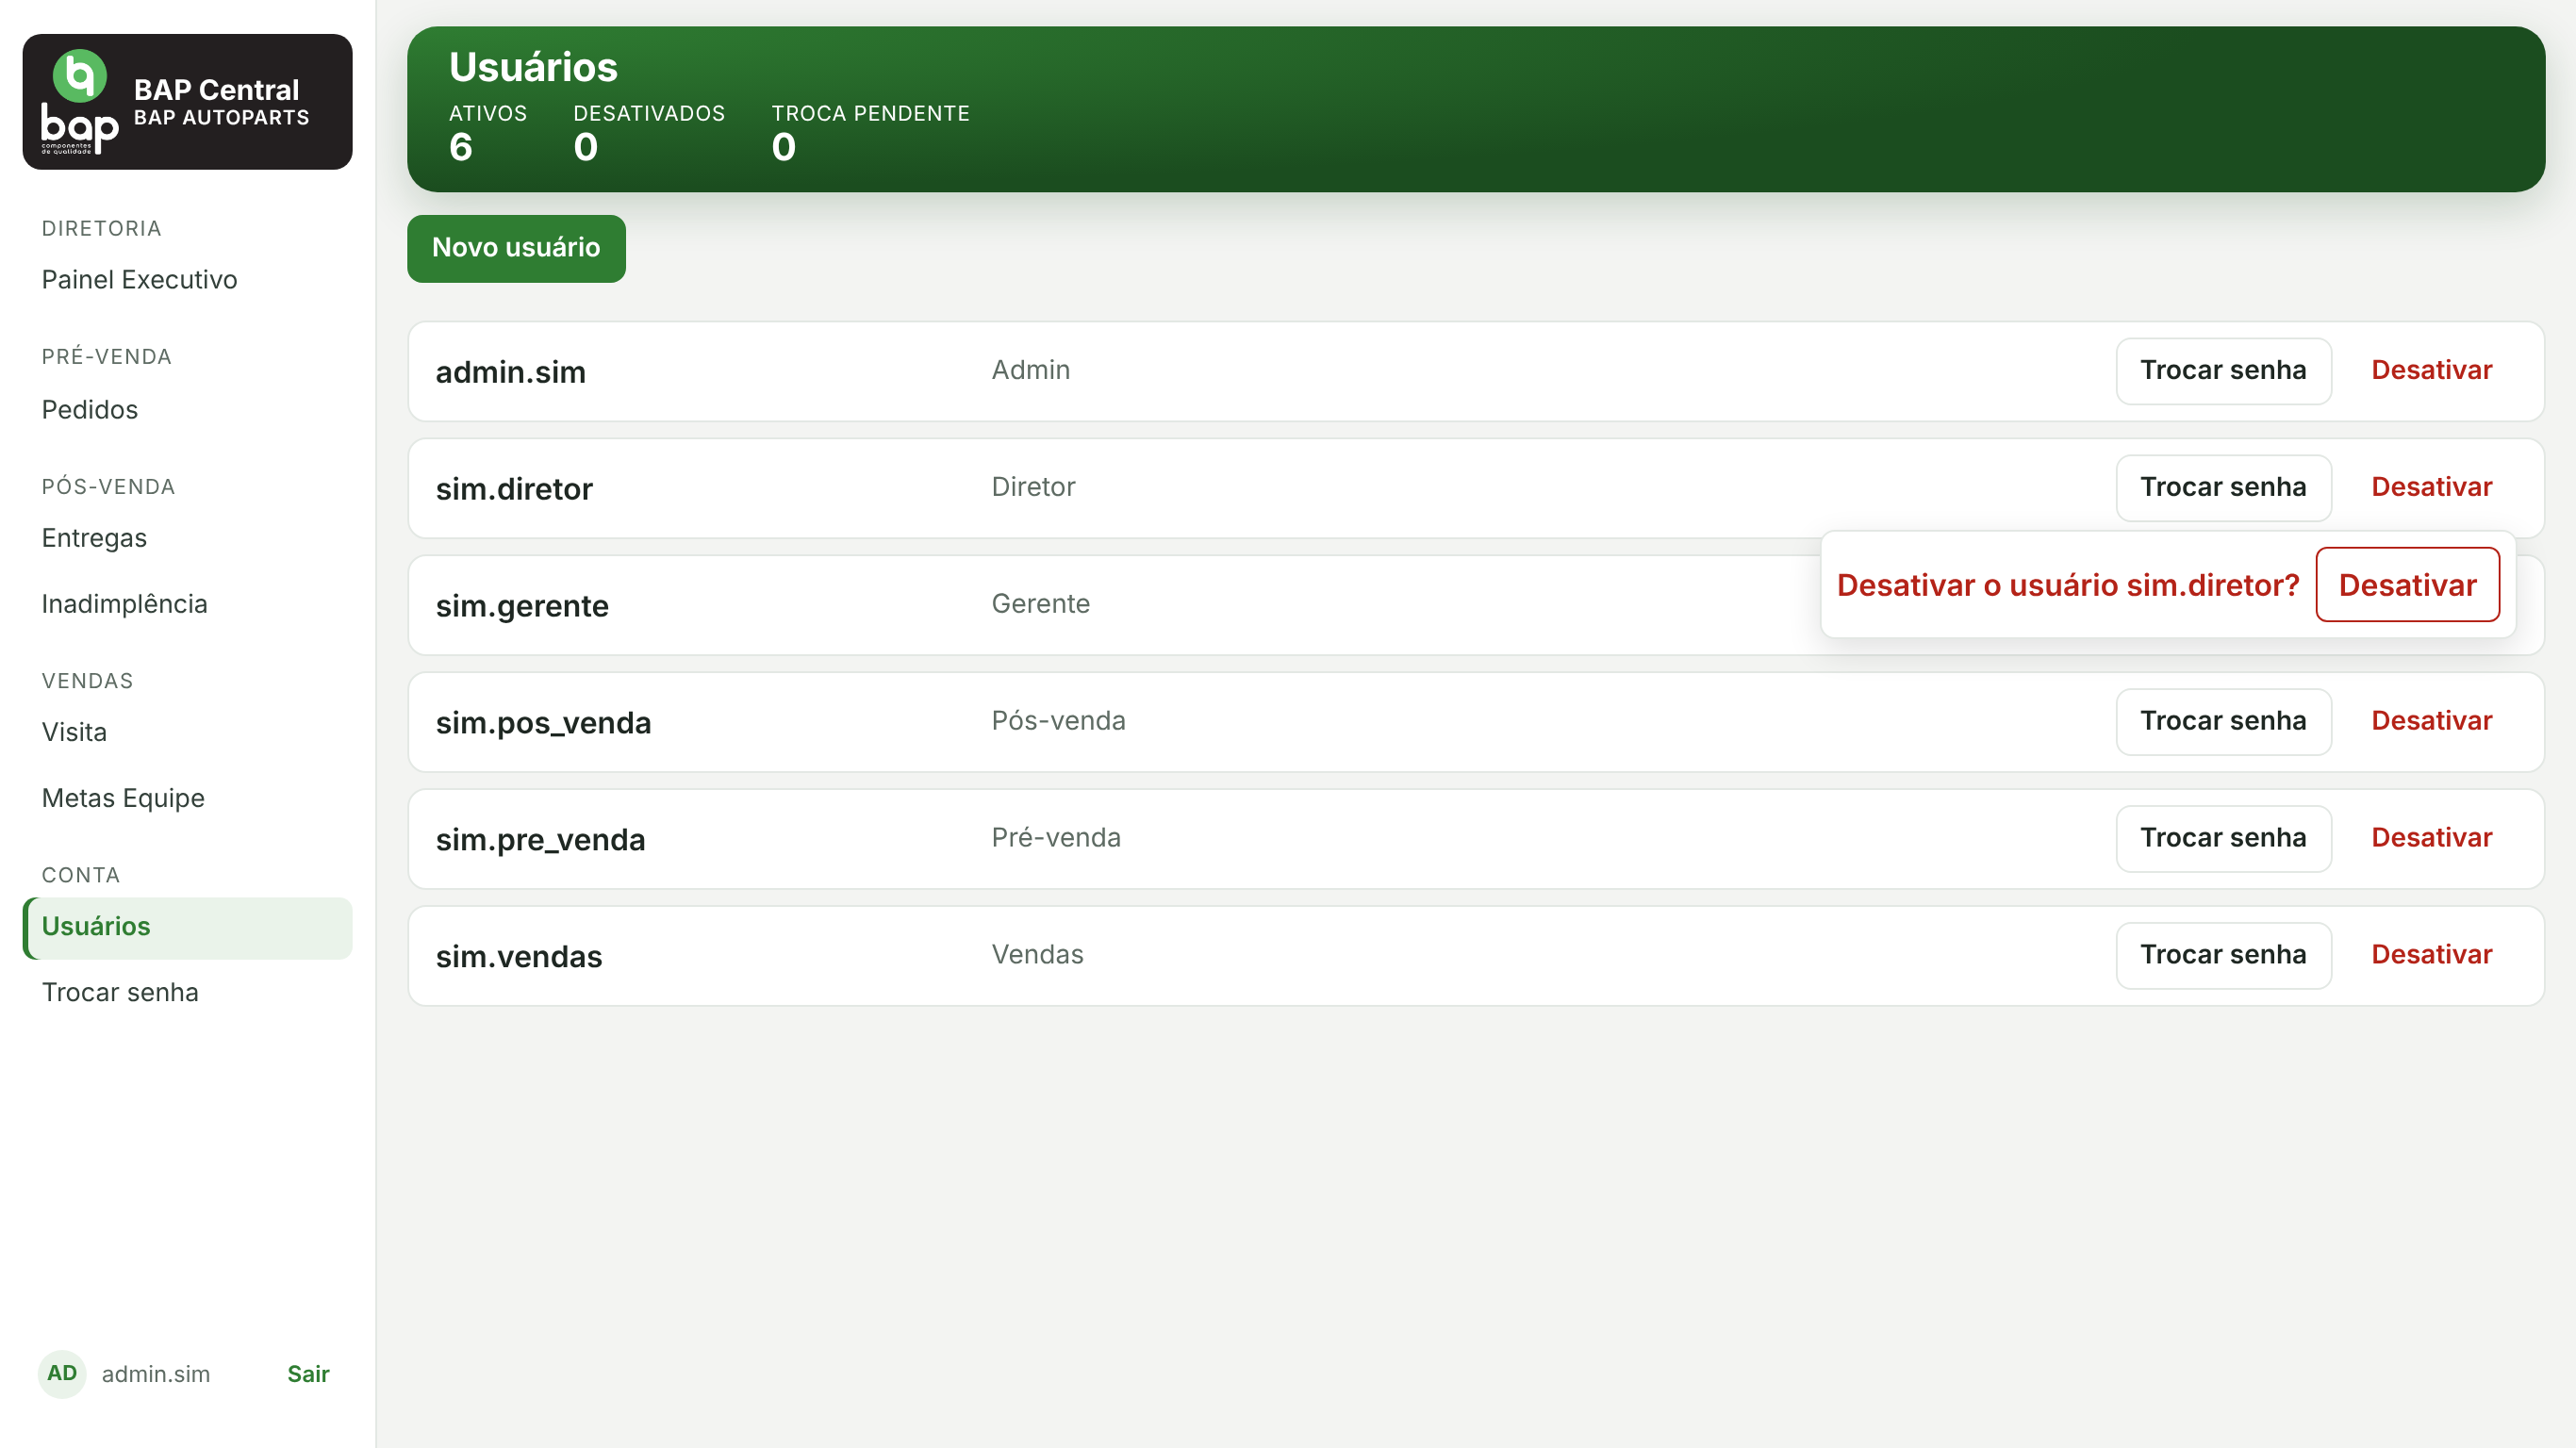 bap
componentes
de qualidade
BAP Central
BAP AUTOPARTS
DIRETORIA
Painel Executivo
PRÉ-VENDA
Pedidos
PÓS-VENDA
Entregas
Inadimplência
VENDAS
Visita
Metas Equipe
CONTA
Usuários
Trocar senha
AD admin.sim Sair
Usuários
ATIVOS DESATIVADOS TROCA PENDENTE
6 0 0
Novo usuário
admin.sim Admin Trocar senha Desativar
sim.diretor Diretor Trocar senha Desativar
Desativar o usuário sim.diretor? Desativar
sim.gerente Gerente
sim.pos_venda Pós-venda Trocar senha Desativar
sim.pre_venda Pré-venda Trocar senha Desativar
sim.vendas Vendas Trocar senha Desativar